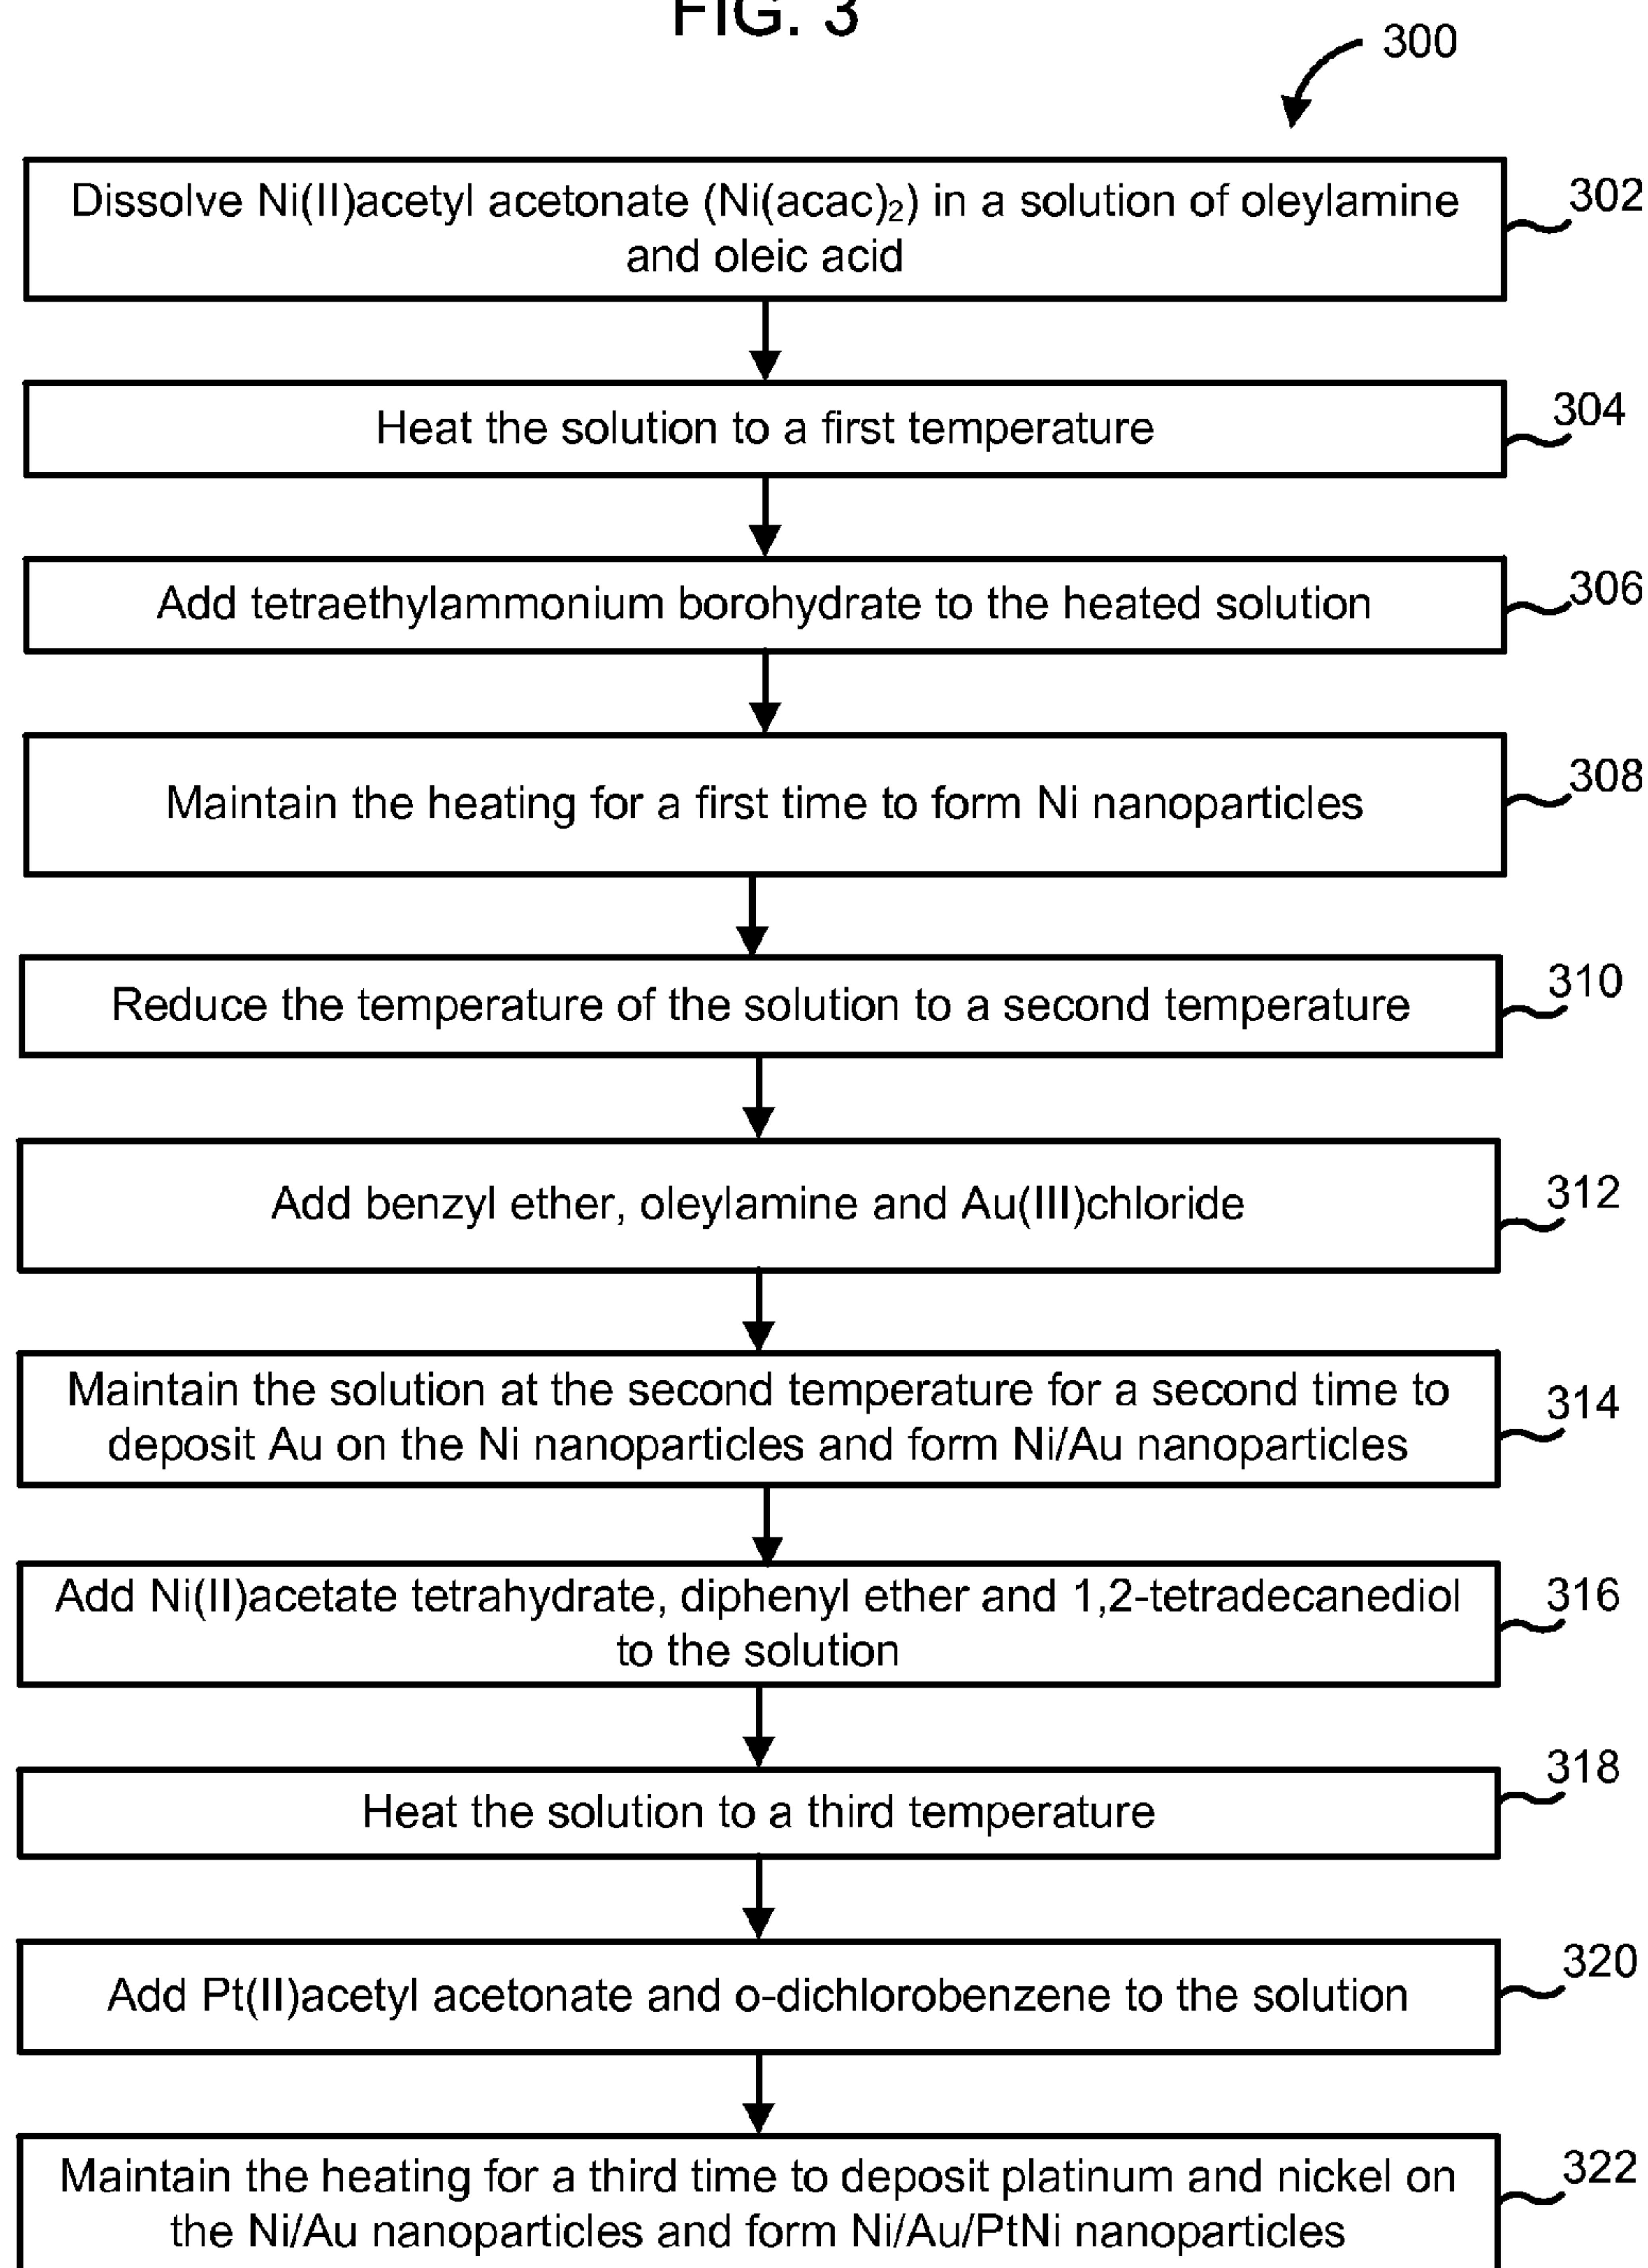 FIG. 3
300
Dissolve Ni(II)acetyl acetonate (Ni(acac)₂) in a solution of oleylamine
and oleic acid
302
Heat the solution to a first temperature
304
Add tetraethylammonium borohydrate to the heated solution
306
Maintain the heating for a first time to form Ni nanoparticles
308
Reduce the temperature of the solution to a second temperature
310
Add benzyl ether, oleylamine and Au(III)chloride
312
Maintain the solution at the second temperature for a second time to
deposit Au on the Ni nanoparticles and form Ni/Au nanoparticles
314
Add Ni(II)acetate tetrahydrate, diphenyl ether and 1,2-tetradecanediol
to the solution
316
Heat the solution to a third temperature
318
Add Pt(II)acetyl acetonate and o-dichlorobenzene to the solution
320
Maintain the heating for a third time to deposit platinum and nickel on
the Ni/Au nanoparticles and form Ni/Au/PtNi nanoparticles
322